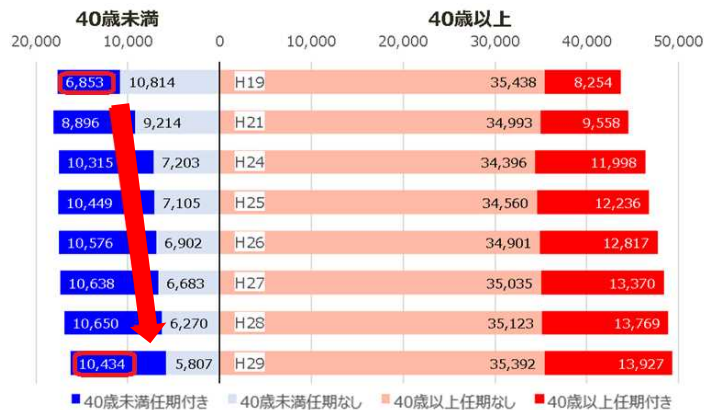 40歳未満 40歳以上
20,000 10,000 0 10,000 20,000 30,000 40,000 50,000
6,853 10,814 H19 35,438 8,254
8,896 9,214 H21 34,993 9,558
10,315 7,203 H24 34,396 11,998
10,449 7,105 H25 34,560 12,236
10,576 6,902 H26 34,901 12,817
10,638 6,683 H27 35,035 13,370
10,650 6,270 H28 35,123 13,769
10,434 5,807 H29 35,392 13,927
40歳未満任期付き 40歳未満任期なし 40歳以上任期なし 40歳以上任期付き